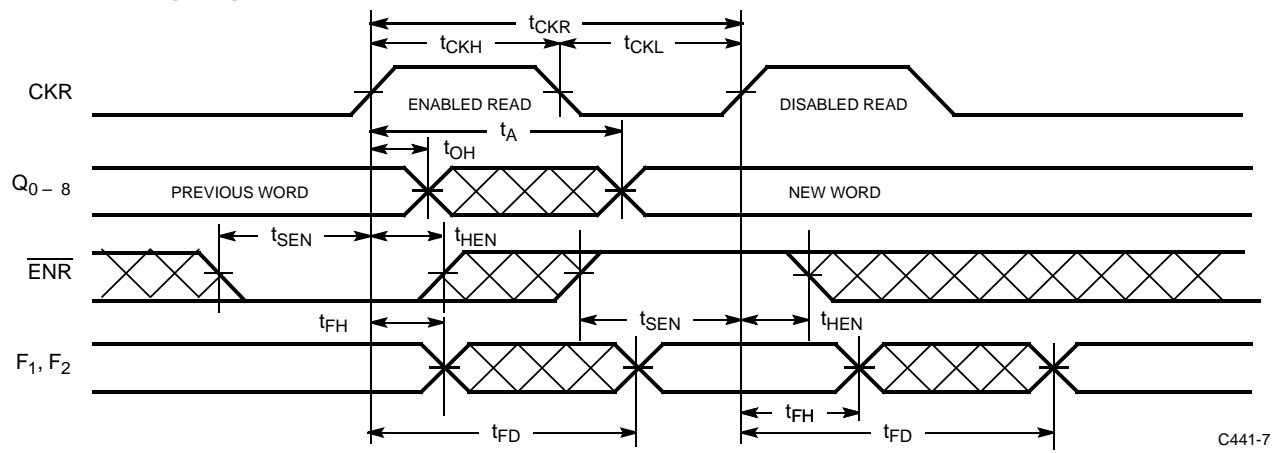 tCKR
tCKH tCKL
CKR
ENABLED READ DISABLED READ
tA
tOH
Q0 – 8
PREVIOUS WORD NEW WORD
tSEN tHEN
ENR
tFH tSEN tHEN
F1, F2
tFH
tFD tFD
C441-7